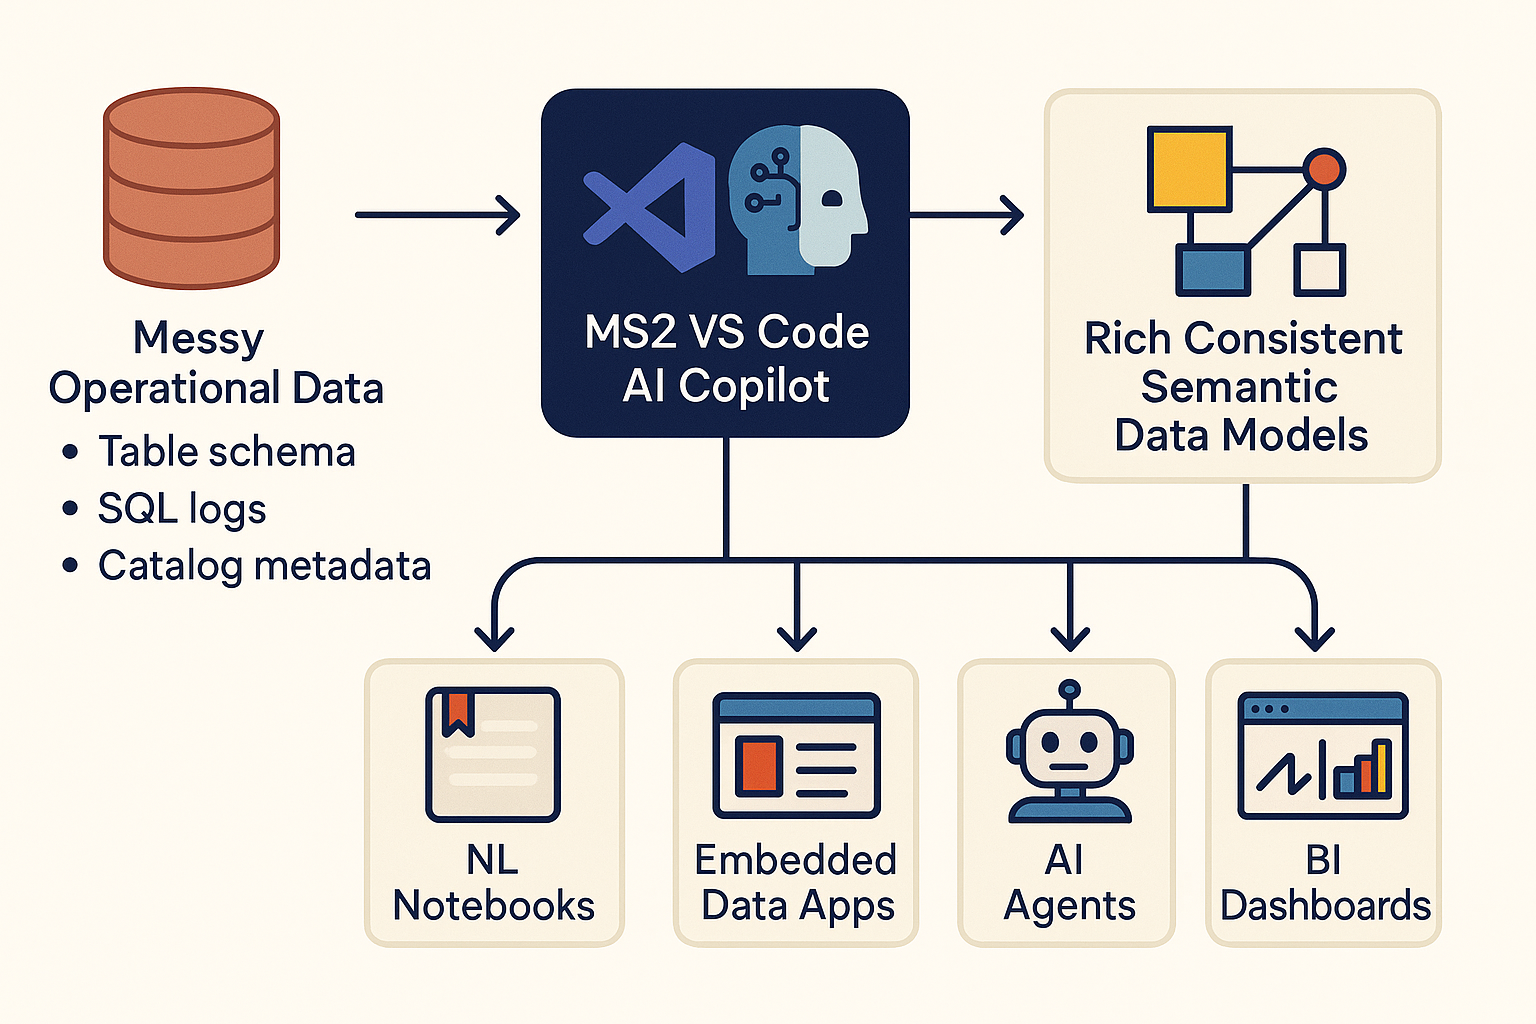 Messy
Operational Data
• Table schema
• SQL logs
• Catalog metadata
MS2 VS Code
AI Copilot
Rich Consistent
Semantic
Data Models
NL
Notebooks
Embedded
Data Apps
AI
Agents
BI
Dashboards